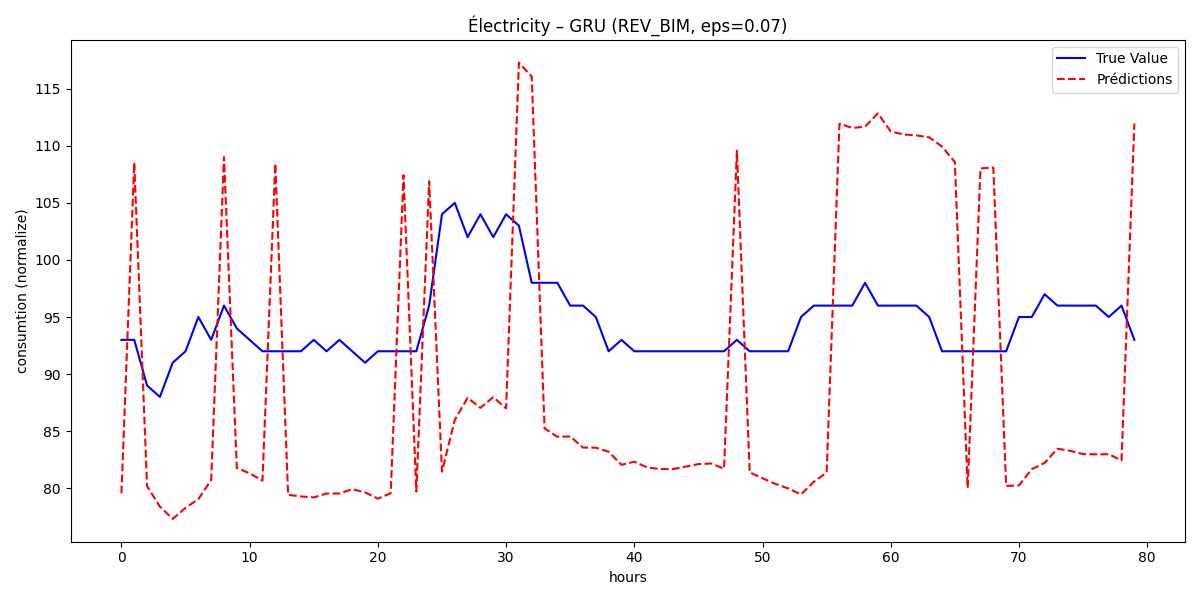 Électricity – GRU (REV_BIM, eps=0.07)
True Value
Prédictions
consumtion (normalize)
115
110
105
100
95
90
85
80
0 10 20 30 40 50 60 70 80
hours